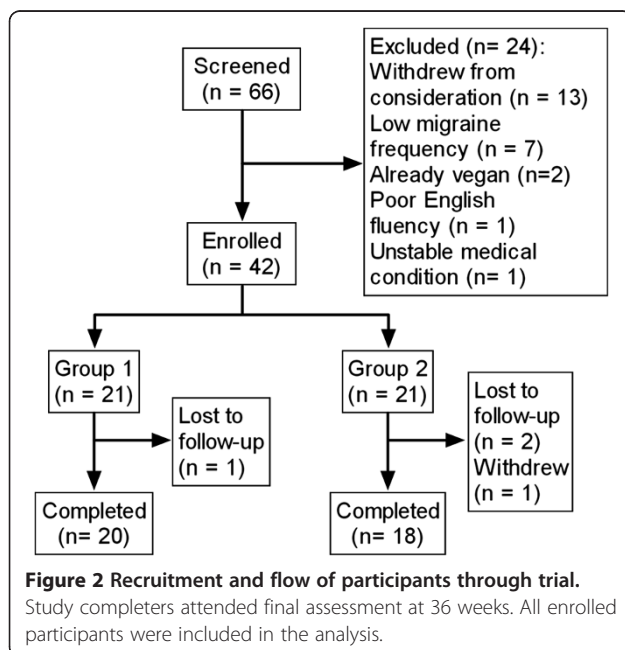 Screened
(n = 66)
Excluded (n= 24):
Withdrew from
consideration (n = 13)
Low migraine
frequency (n = 7)
Already vegan (n=2)
Poor English
fluency (n = 1)
Unstable medical
condition (n= 1)
Enrolled
(n = 42)
Group 1
(n = 21)
Lost to
follow-up
(n = 1)
Completed
(n= 20)
Group 2
(n = 21)
Lost to
follow-up
(n = 2)
Withdrew
(n = 1)
Completed
(n= 18)
Figure 2 Recruitment and flow of participants through trial.
Study completers attended final assessment at 36 weeks. All enrolled
participants were included in the analysis.